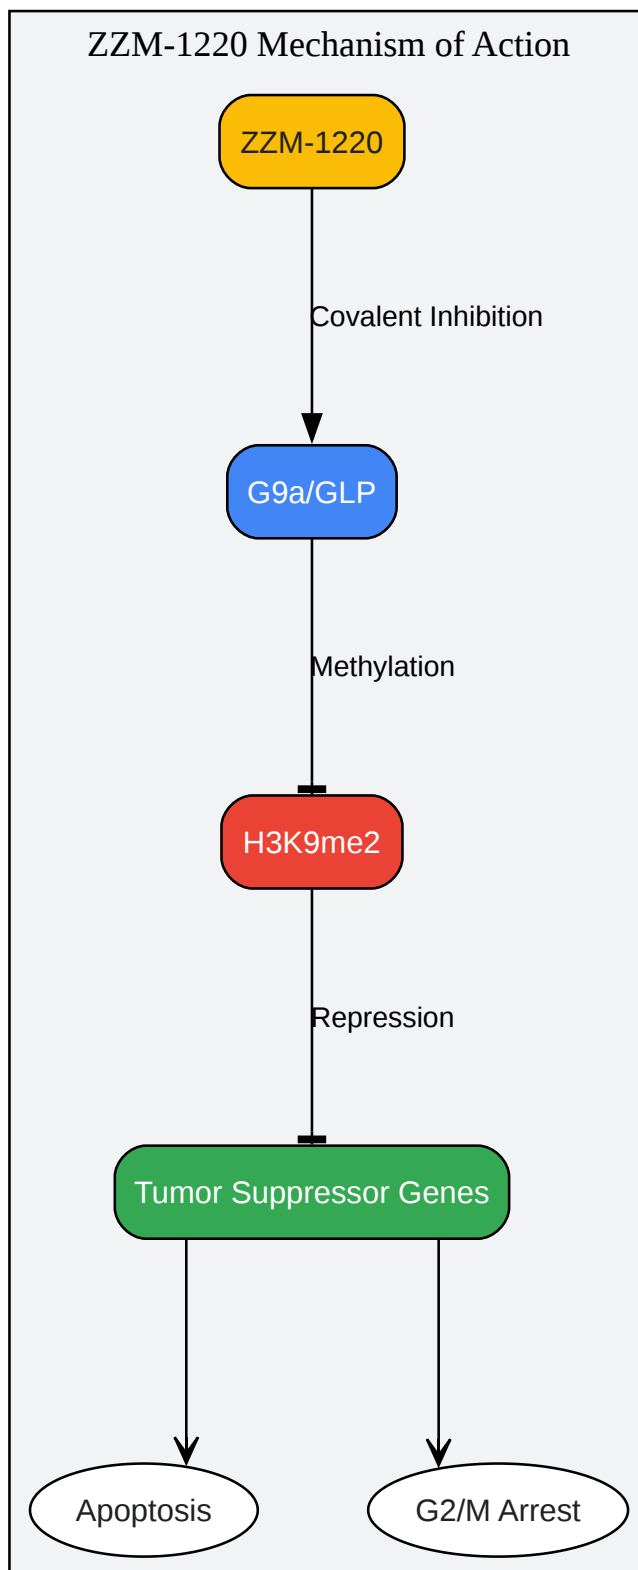 ZZM-1220 Mechanism of Action
ZZM-1220
Covalent Inhibition
G9a/GLP
Methylation
H3K9me2
Repression
Tumor Suppressor Genes
Apoptosis
G2/M Arrest